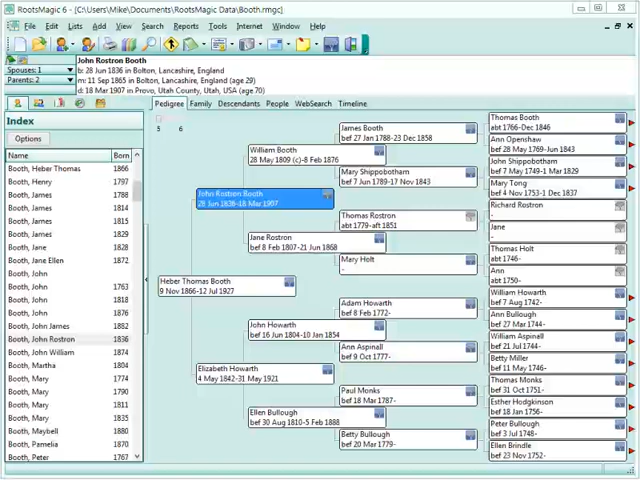 RootsMagic 6 - [C:\Users\Mike\Documents\RootsMagic Data\Booth.rmgc]
File Edit Lists Add View Search Reports Tools Internet Window Help
Spouses: 1
Parents: 2
John Rostron Booth
b: 28 Jun 1836 in Bolton, Lancashire, England
m: 11 Sep 1865 in Bolton, Lancashire, England (age 29)
d: 18 Mar 1907 in Provo, Utah County, Utah, USA (age 70)
Pedigree Family Descendants People WebSearch Timeline
Index
Options
Name Born
Booth, Heber Thomas 1866
Booth, Henry 1797
Booth, James 1788
Booth, James 1814
Booth, James 1815
Booth, James 1829
Booth, Jane 1828
Booth, Jane Ellen 1872
Booth, John
Booth, John 1763
Booth, John 1818
Booth, John 1876
Booth, John James 1882
Booth, John Rostron 1836
Booth, John William 1884
Booth, Martha 1804
Booth, Mary 1774
Booth, Mary 1790
Booth, Mary 1811
Booth, Mary 1835
Booth, Maybell 1880
Booth, Pamelia 1870
Booth, Peter 1767
5 6
Heber Thomas Booth
9 Nov 1866-12 Jul 1927
John Rostron Booth
28 Jun 1836-18 Mar 1907
Elizabeth Howarth
4 May 1842-31 May 1921
William Booth
28 May 1809 (c)-8 Feb 1876
Jane Rostron
bef 8 Feb 1807-21 Jun 1868
John Howarth
bef 16 Jun 1804-10 Jan 1854
Ellen Bullough
bef 30 Aug 1810-5 Feb 1888
James Booth
bef 27 Jan 1788-23 Dec 1858
Mary Shippobotham
bef 7 Jun 1789-17 Nov 1843
Thomas Rostron
abt 1779-aft 1851
Mary Holt
-
Adam Howarth
bef 8 Feb 1772-
Ann Aspinall
bef 9 Oct 1777-
Paul Monks
bef 18 Mar 1787-
Betty Bullough
bef 20 Mar 1779-
Thomas Booth
abt 1766-Dec 1846
Ann Openshaw
bef 28 May 1769-Jun 1843
John Shippobotham
bef 7 May 1749-1 Mar 1829
Mary Tong
bef 4 Nov 1753-1 Dec 1837
Richard Rostron
-
Jane
-
Thomas Holt
abt 1746-
Ann
abt 1750-
William Howarth
bef 7 Aug 1742-
Ann Bullough
bef 27 Mar 1744-
William Aspinall
bef 21 Jul 1744-
Betty Miller
bef 11 May 1746-
Thomas Monks
bef 31 Oct 1751-
Esther Hodgkinson
bef 18 Jan 1756-
Peter Bullough
bef 3 Jul 1748-
Ellen Brindle
bef 23 Nov 1752-